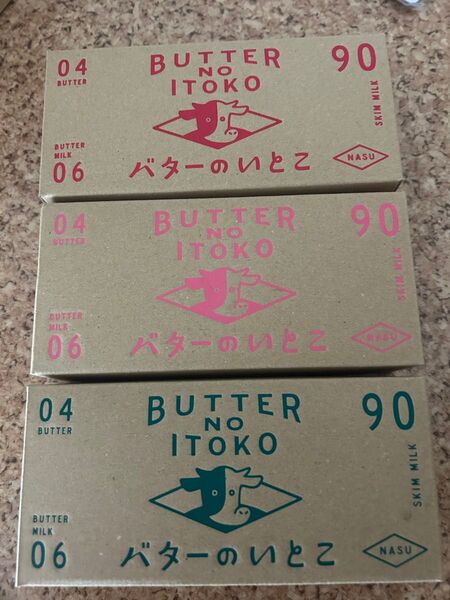 04
BUTTER
BUTTER
NO
ITOKO
90
SKIM MILK
BUTTER
MILK
06
バターのいとこ
NASU
04
BUTTER
BUTTER
NO
ITOKO
90
SKIM MILK
BUTTER
MILK
06
バターのいとこ
NASU
04
BUTTER
BUTTER
NO
ITOKO
90
SKIM MILK
BUTTER
MILK
06
バターのいとこ
NASU